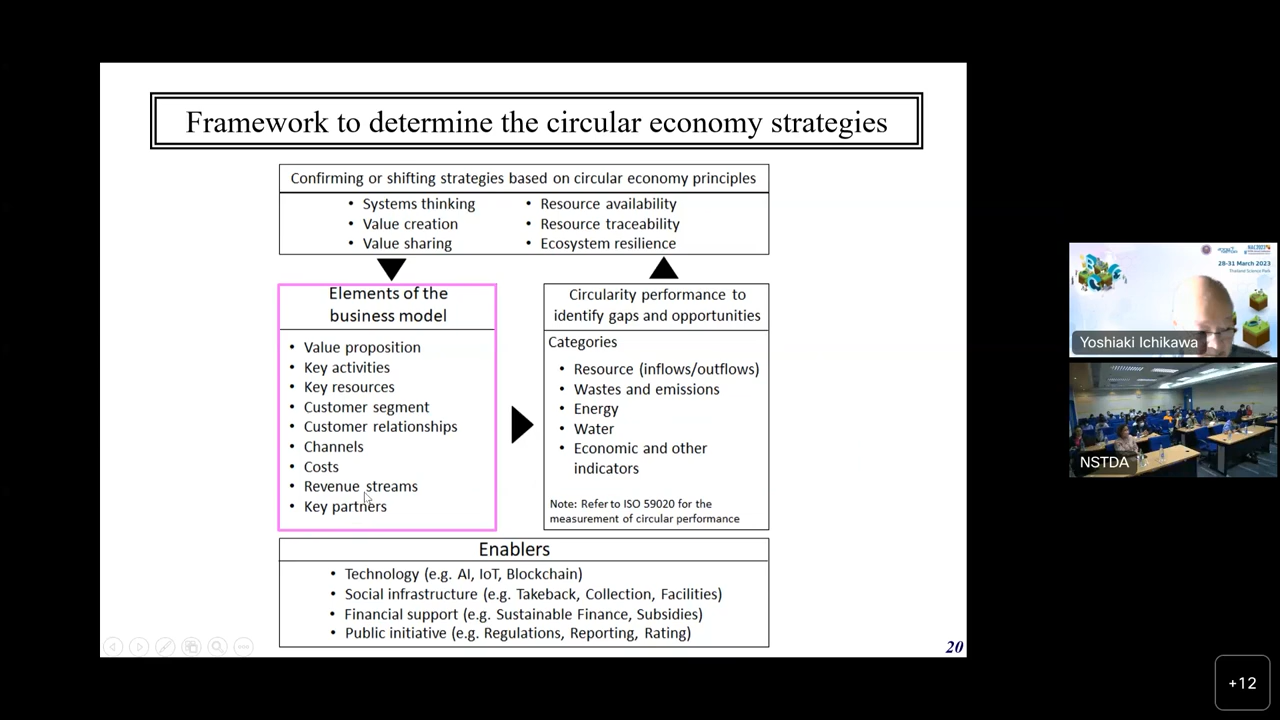 Framework to determine the circular economy strategies
Confirming or shifting strategies based on circular economy principles
• Systems thinking
• Value creation
• Value sharing
• Resource availability
• Resource traceability
• Ecosystem resilience
Elements of the
business model
• Value proposition
• Key activities
• Key resources
• Customer segment
• Customer relationships
• Channels
• Costs
• Revenue streams
• Key partners
Circularity performance to
identify gaps and opportunities
Categories
• Resource (inflows/outflows)
• Wastes and emissions
• Energy
• Water
• Economic and other
indicators
Note: Refer to ISO 59020 for the
measurement of circular performance
Enablers
• Technology (e.g. AI, IoT, Blockchain)
• Social infrastructure (e.g. Takeback, Collection, Facilities)
• Financial support (e.g. Sustainable Finance, Subsidies)
• Public initiative (e.g. Regulations, Reporting, Rating)
20
28-31 March 2023
Thailand Science Park
Yoshiaki Ichikawa
NSTDA
+12